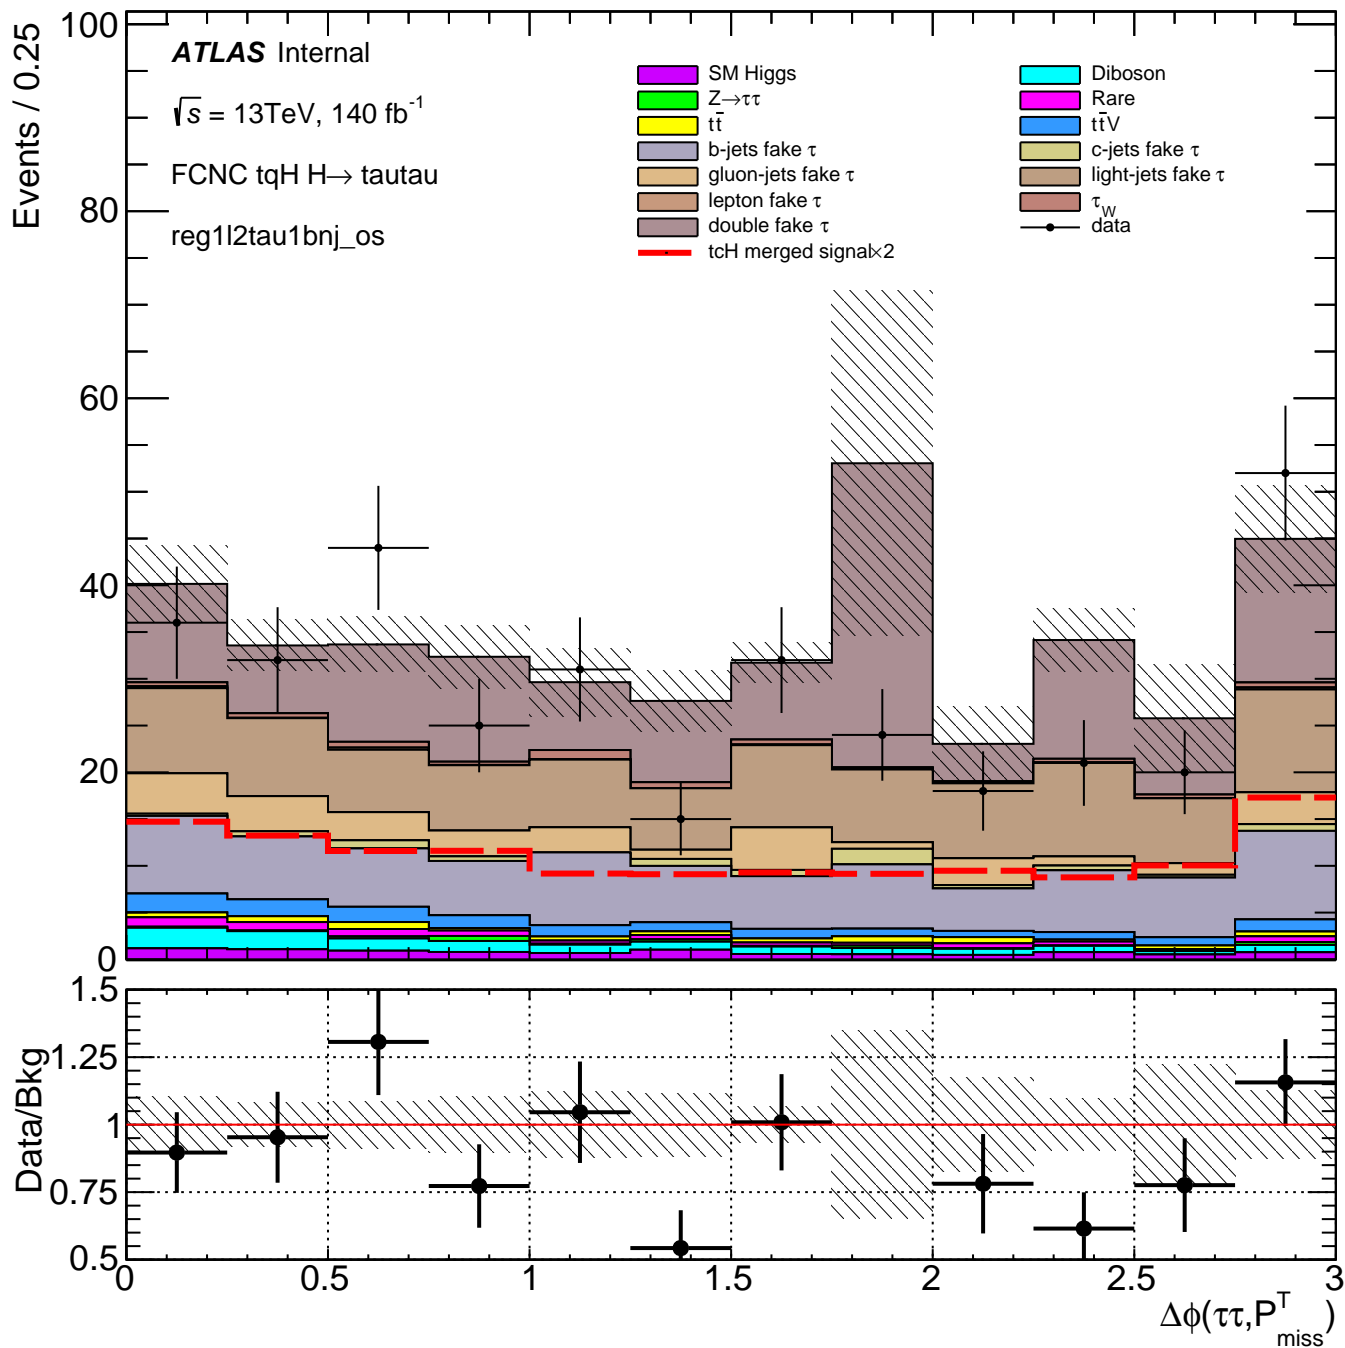 Events / 0.25
100
80
60
40
20
0
ATLAS Internal
√s = 13TeV, 140 fb⁻¹
FCNC tqH H→ tautau
reg1l2tau1bnj_os
SM Higgs
Z→ττ
tt̄
b-jets fake τ
gluon-jets fake τ
lepton fake τ
double fake τ
tcH merged signal×2
Diboson
Rare
tt̄V
c-jets fake τ
light-jets fake τ
τ_W
data
Data/Bkg
1.5
1.25
1
0.75
0.5
0 0.5 1 1.5 2 2.5 3
Δϕ(ττ,P^T_miss)